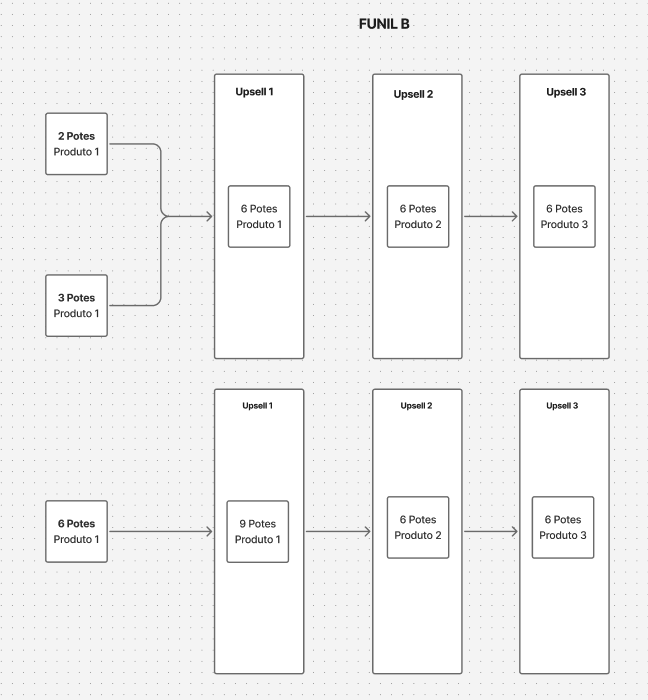 FUNIL B
Upsell 1
Upsell 2
Upsell 3
2 Potes
Produto 1
3 Potes
Produto 1
6 Potes
Produto 1
6 Potes
Produto 2
6 Potes
Produto 3
Upsell 1
Upsell 2
Upsell 3
6 Potes
Produto 1
9 Potes
Produto 1
6 Potes
Produto 2
6 Potes
Produto 3